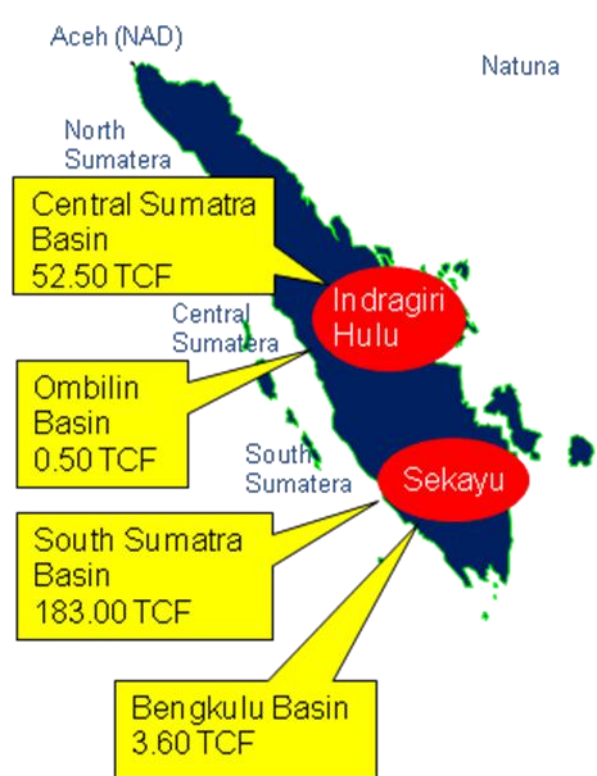 Aceh (NAD)
Natuna
North
Sumatera
Central Sumatra
Basin
52.50 TCF
Indragiri
Hulu
Central
Sumatera
Ombilin
Basin
0.50 TCF
South
Sumatera
Sekayu
South Sumatra
Basin
183.00 TCF
Bengkulu Basin
3.60 TCF